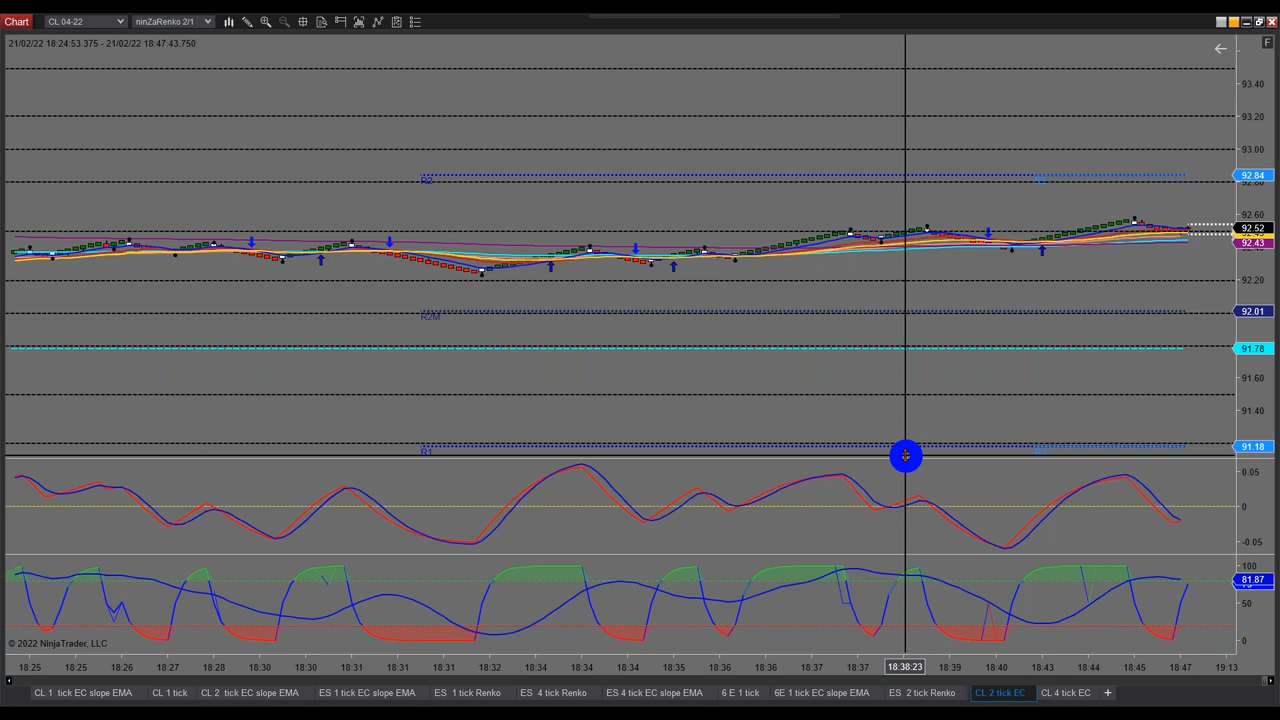 Chart CL 04-22 ninZaRenko 2/1
21/02/22 18:24:53.375 - 21/02/22 18:47:43.750
F
93.40
93.20
93.00
92.84
R2
92.80
92.60
92.52
92.43
92.20
92.01
R2M
91.78
91.60
91.40
91.18
R1
0.05
0
-0.05
100
81.87
50
0
© 2022 NinjaTrader, LLC
18:25 18:25 18:26 18:27 18:30 18:30 18:31 18:31 18:32 18:34 18:34 18:35 18:36 18:37 18:37 18:38:23 18:39 18:40 18:43 18:44 18:45 18:47 19:13
CL 1 tick EC slope EMA CL 1 tick CL 2 tick EC slope EMA ES 1 tick EC slope EMA ES 1 tick Renko ES 4 tick Renko ES 4 tick EC slope EMA 6 E 1 tick 6E 1 tick EC slope EMA ES 2 tick Renko CL 2 tick EC CL 4 tick EC +